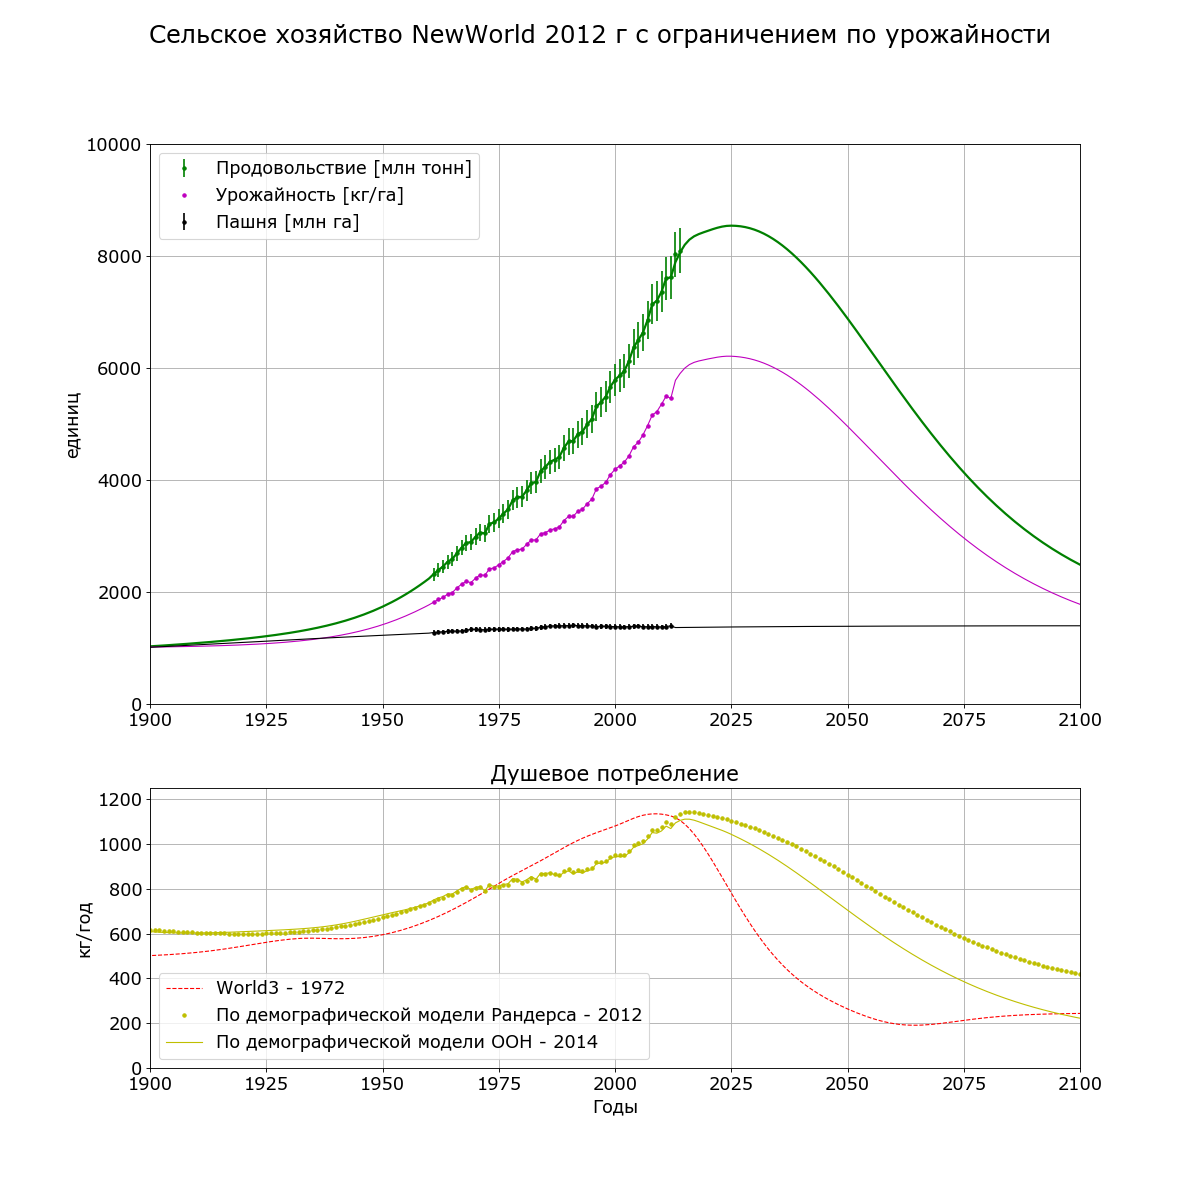 Сельское хозяйство NewWorld 2012 г с ограничением по урожайности
10000
8000
6000
4000
2000
0
единиц
Продовольствие [млн тонн]
Урожайность [кг/га]
Пашня [млн га]
1900 1925 1950 1975 2000 2025 2050 2075 2100
Душевое потребление
1200
1000
800
600
400
200
0
кг/год
World3 - 1972
По демографической модели Рандерса - 2012
По демографической модели ООН - 2014
1900 1925 1950 1975 2000 2025 2050 2075 2100
Годы